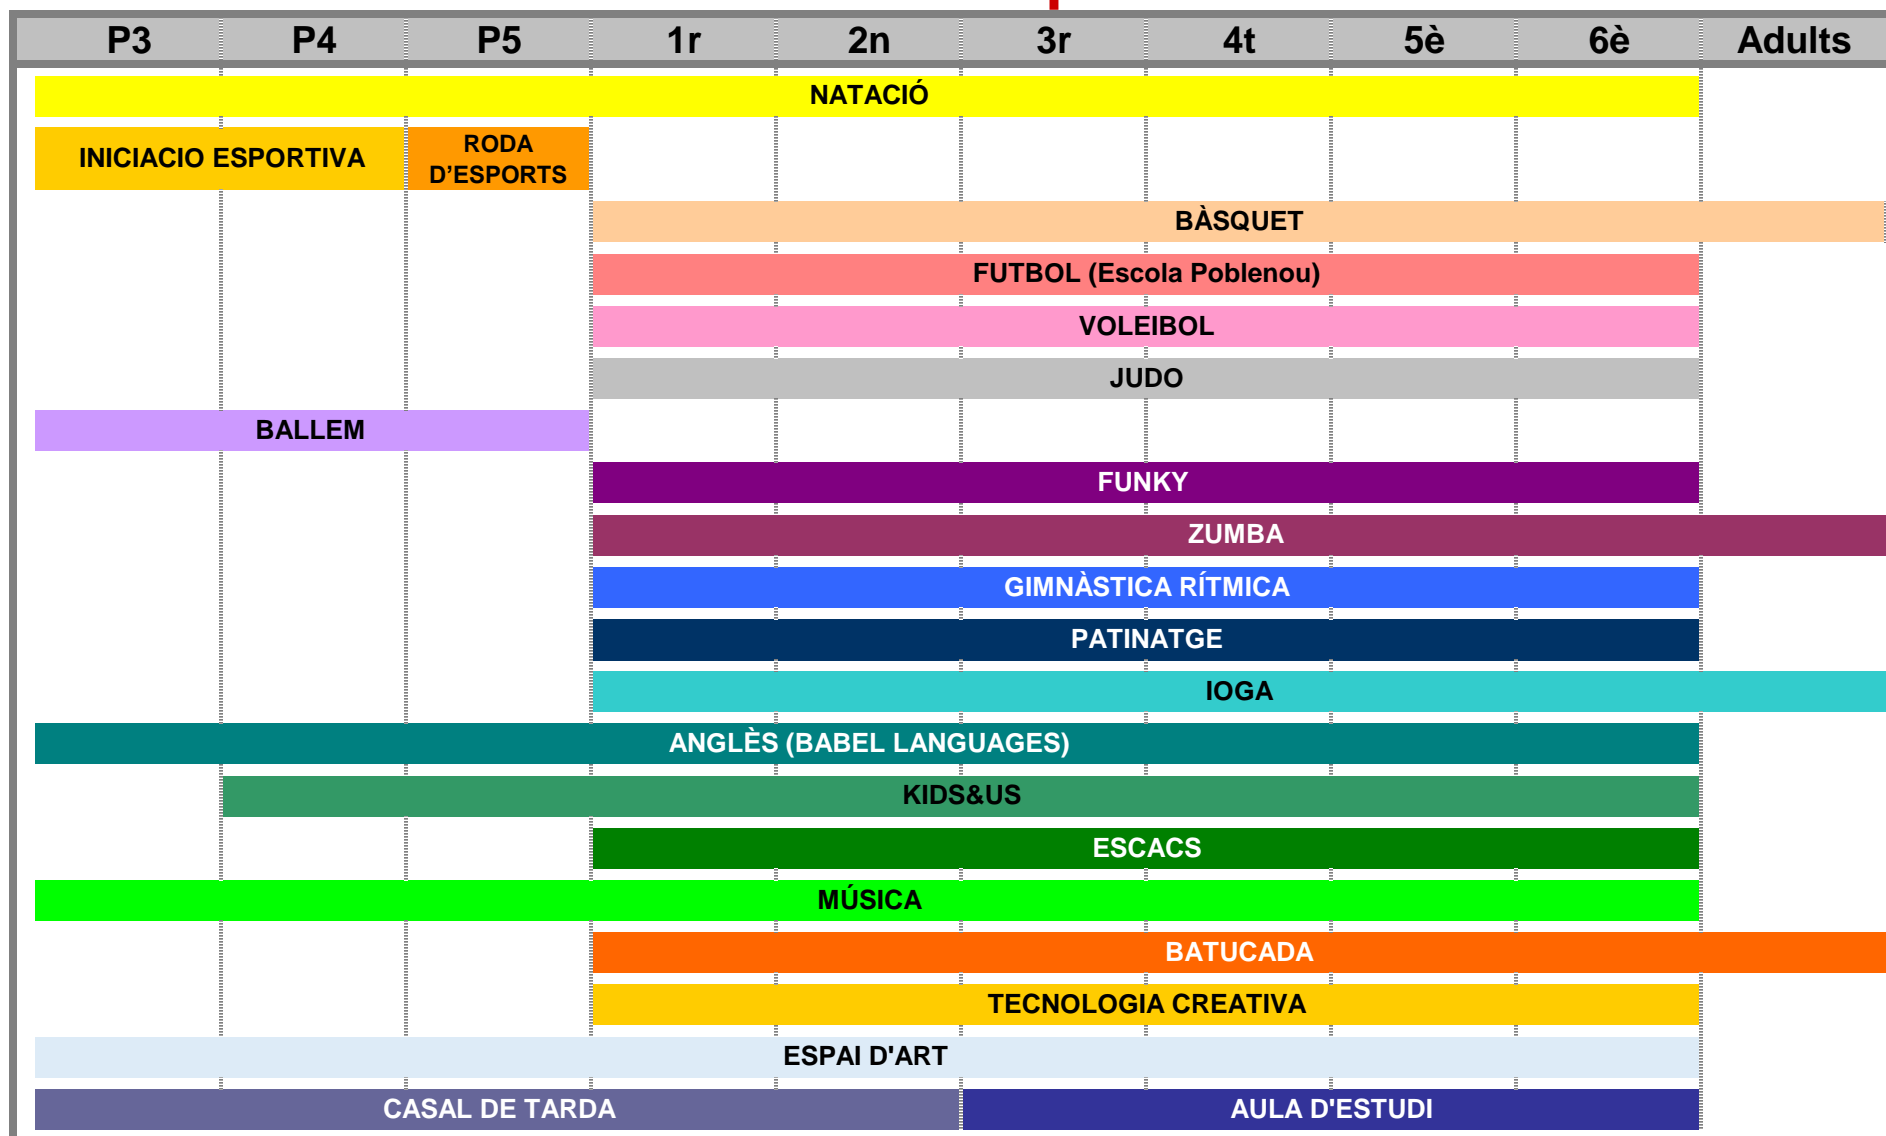 P3 P4 P5 1r 2n 3r 4t 5è 6è Adults
NATACIÓ
INICIACIO ESPORTIVA
RODA
D’ESPORTS
BÀSQUET
FUTBOL (Escola Poblenou)
VOLEIBOL
JUDO
BALLEM
FUNKY
ZUMBA
GIMNÀSTICA RÍTMICA
PATINATGE
IOGA
ANGLÈS (BABEL LANGUAGES)
KIDS&US
ESCACS
MÚSICA
BATUCADA
TECNOLOGIA CREATIVA
ESPAI D'ART
CASAL DE TARDA AULA D'ESTUDI